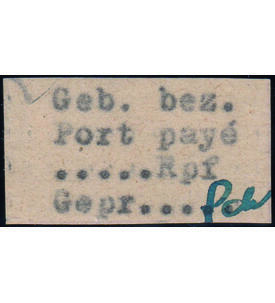 Geb. bez.
Port payé
.....Rpf
Gepr.....